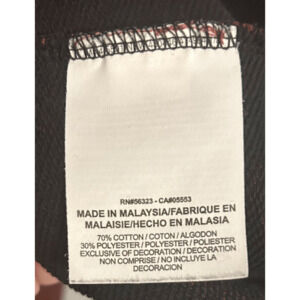 RN#56323 - CA#05553
MADE IN MALAYSIA/FABRIQUE EN
MALAISIE/HECHO EN MALASIA
70% COTTON / COTON / ALGODON
30% POLYESTER / POLYESTER / POLIESTER
EXCLUSIVE OF DECORATION / DECORATION
NON COMPRISE / NO INCLUYE LA
DECORACION